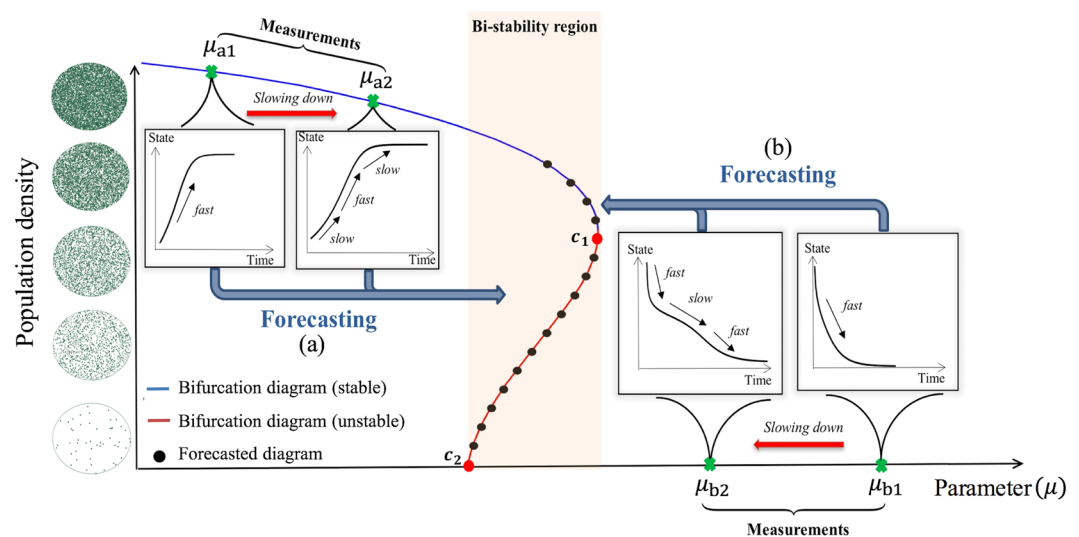 Bi-stability region
Measurements
μa1
μa2
Slowing down
State
fast
Time
State
slow
fast
slow
Time
Population density
Forecasting
(a)
(b)
Forecasting
c1
State
fast
slow
fast
Time
State
fast
Time
Bifurcation diagram (stable)
Bifurcation diagram (unstable)
Forecasted diagram
c2
Slowing down
μb2
μb1
Parameter (μ)
Measurements